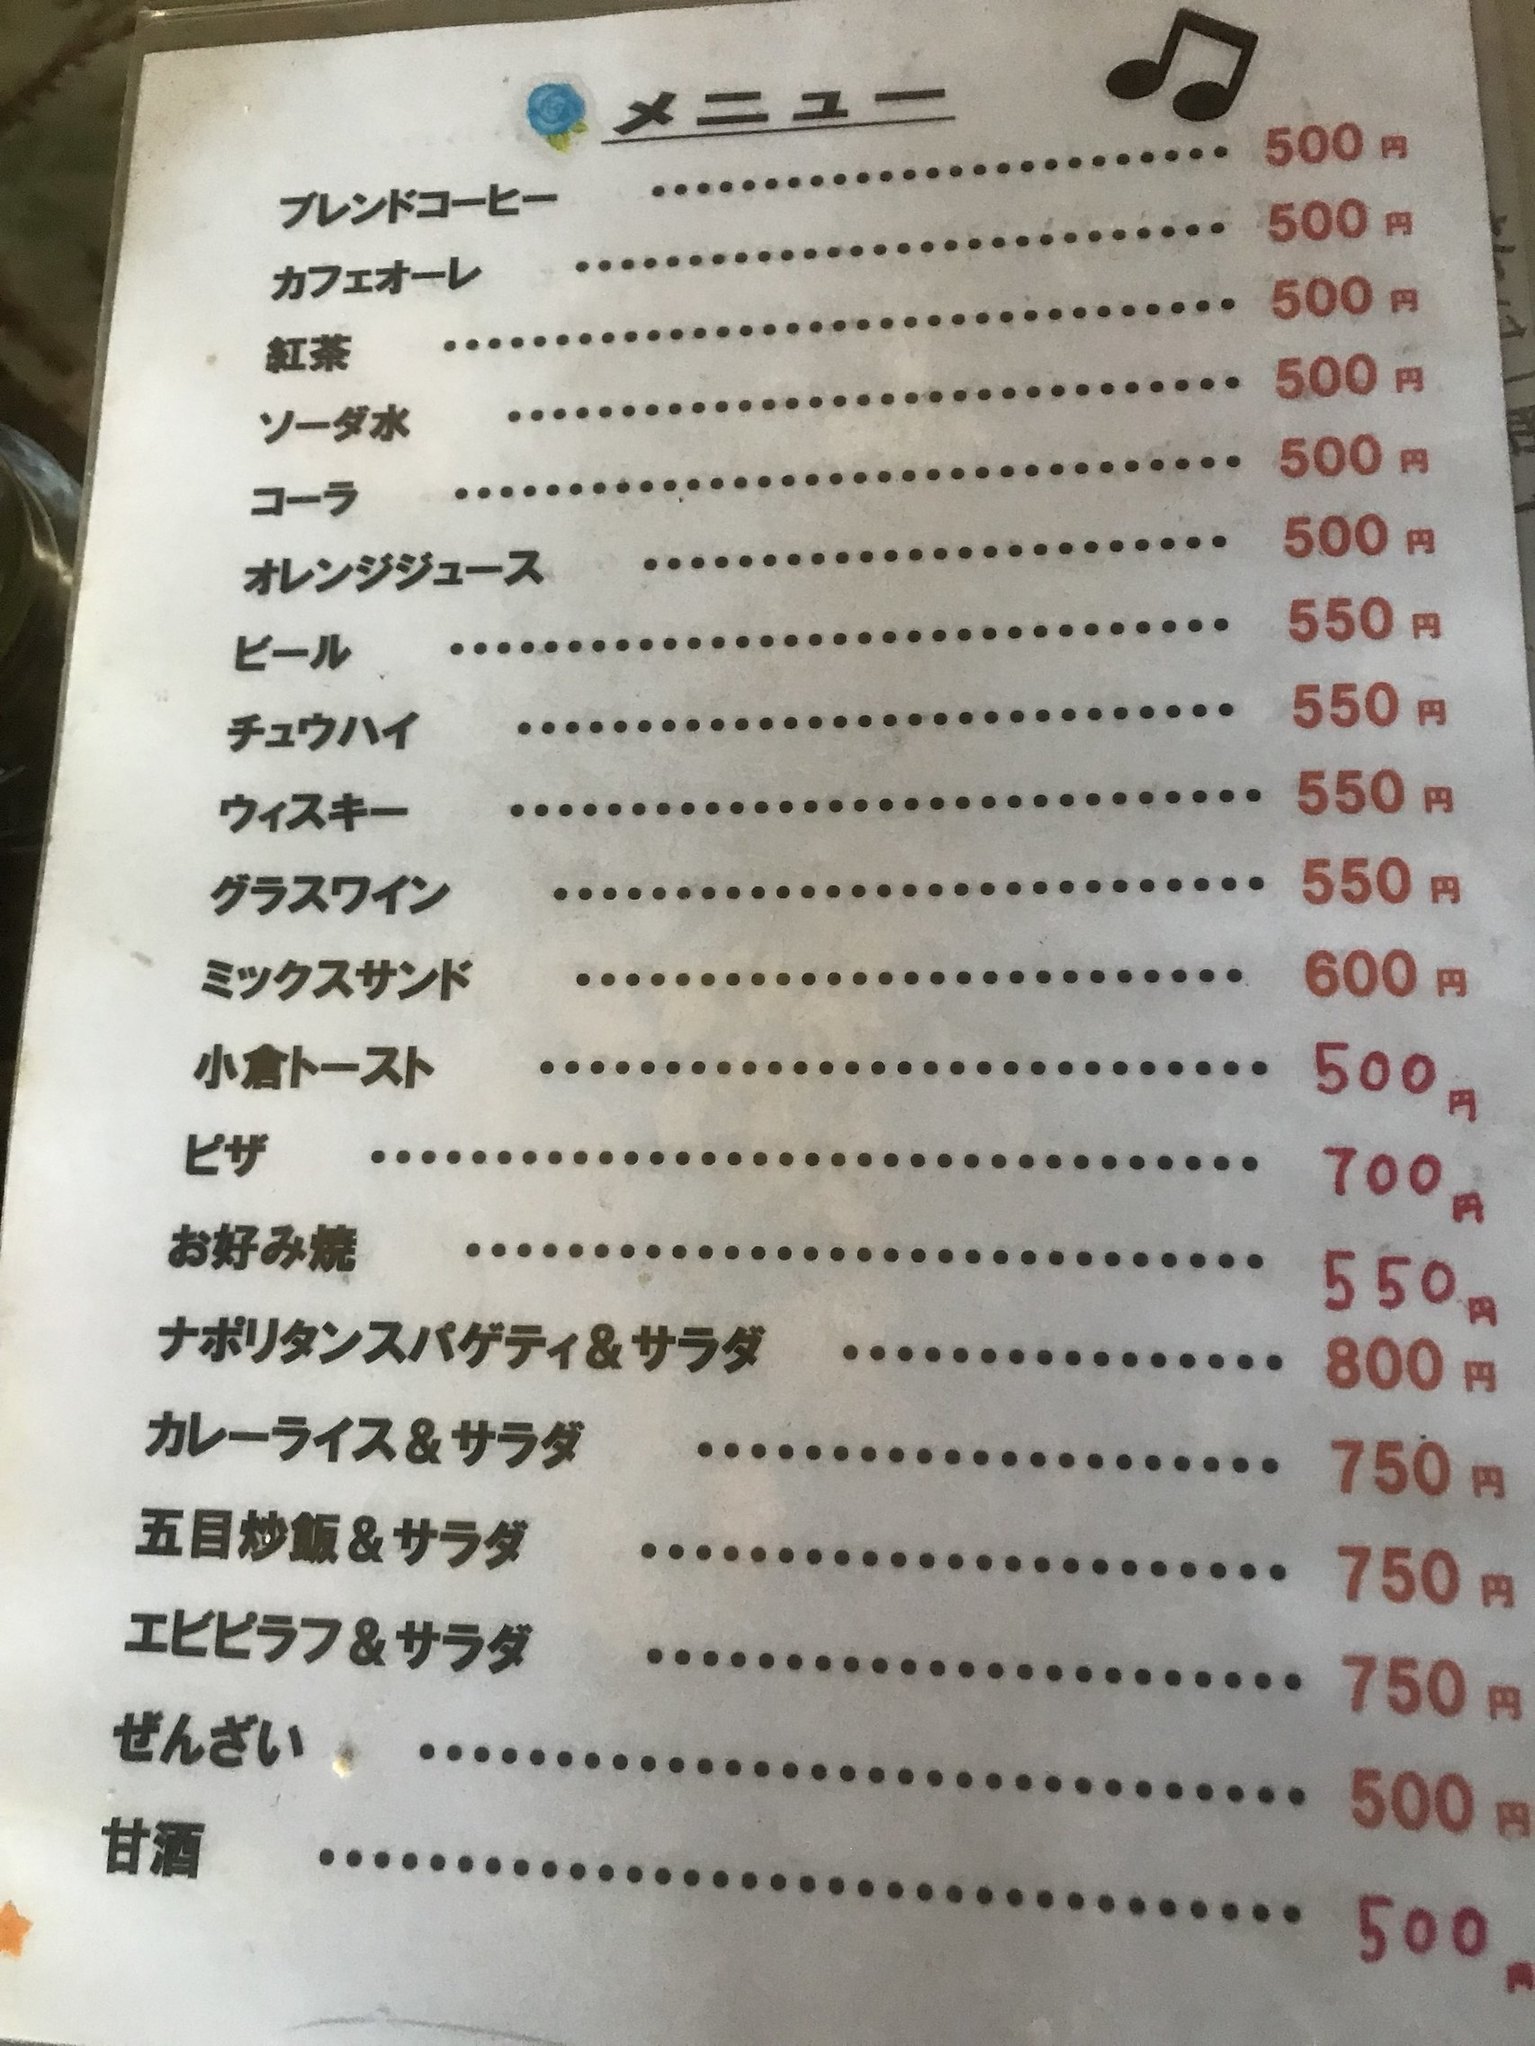 メニュー
ブレンドコーヒー ························· 500円
カフェオーレ ···························· 500円
紅茶 ·································· 500円
ソーダ水 ······························· 500円
コーラ ································· 500円
オレンジジュース ························· 500円
ビール ································· 550円
チュウハイ ······························ 550円
ウィスキー ······························ 550円
グラスワイン ···························· 550円
ミックスサンド ··························· 600円
小倉トースト ···························· 500円
ピザ ··································· 700円
お好み焼 ······························· 550円
ナポリタンスパゲティ&サラダ ················ 800円
カレーライス&サラダ ······················ 750円
五目炒飯&サラダ ························ 750円
エビピラフ&サラダ ······················· 750円
ぜんざい ······························· 500円
甘酒 ·································· 500円